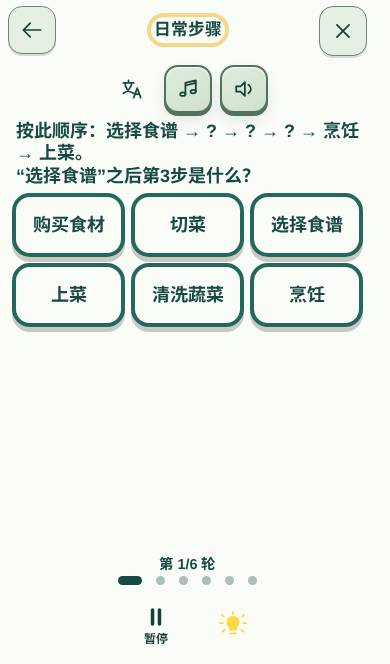 日常步骤
按此顺序：选择食谱 → ? → ? → ? → 烹饪
→ 上菜。
“选择食谱”之后第3步是什么?
购买食材 切菜 选择食谱
上菜 清洗蔬菜 烹饪
第 1/6 轮
暂停